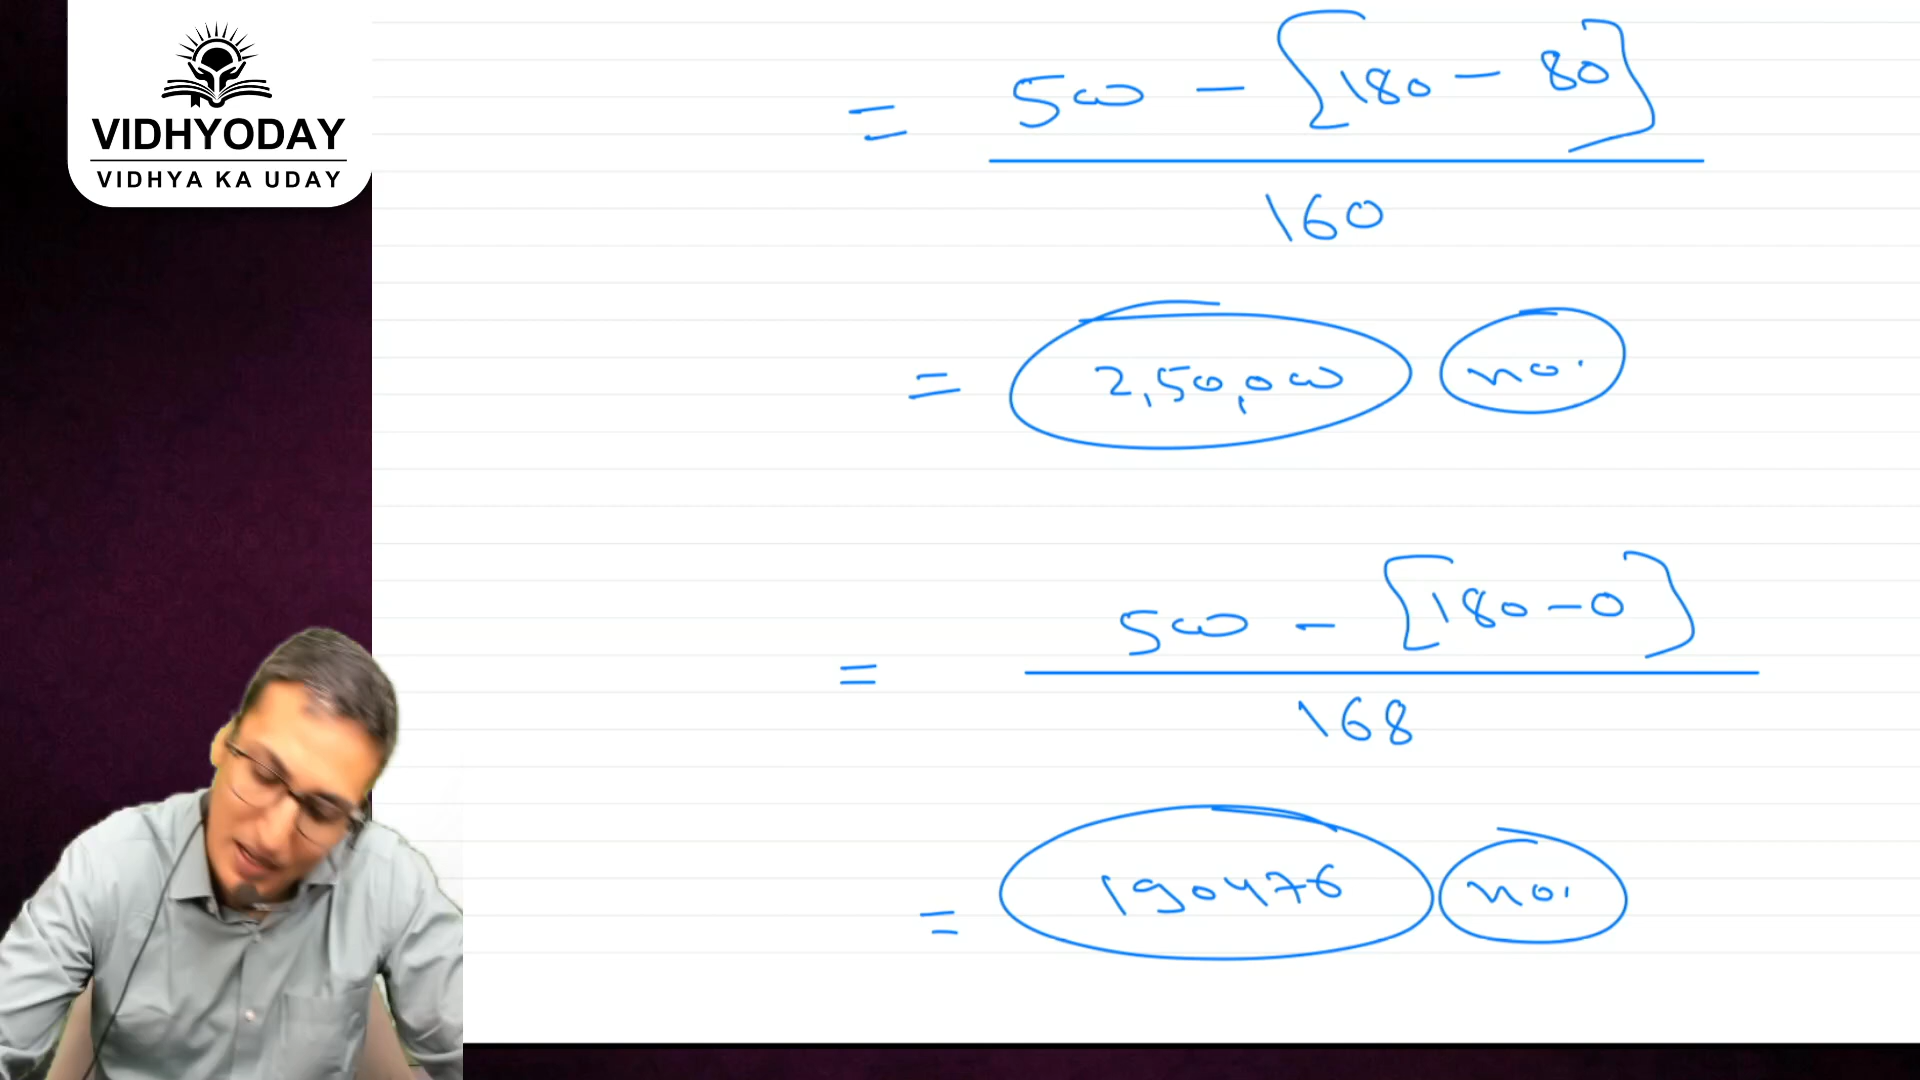 VIDHYODAY
VIDHYA KA UDAY
= 500 - [180 - 80]
160
= 2,50,000 no.
= 500 - [180 - 0]
168
= 190476 no.